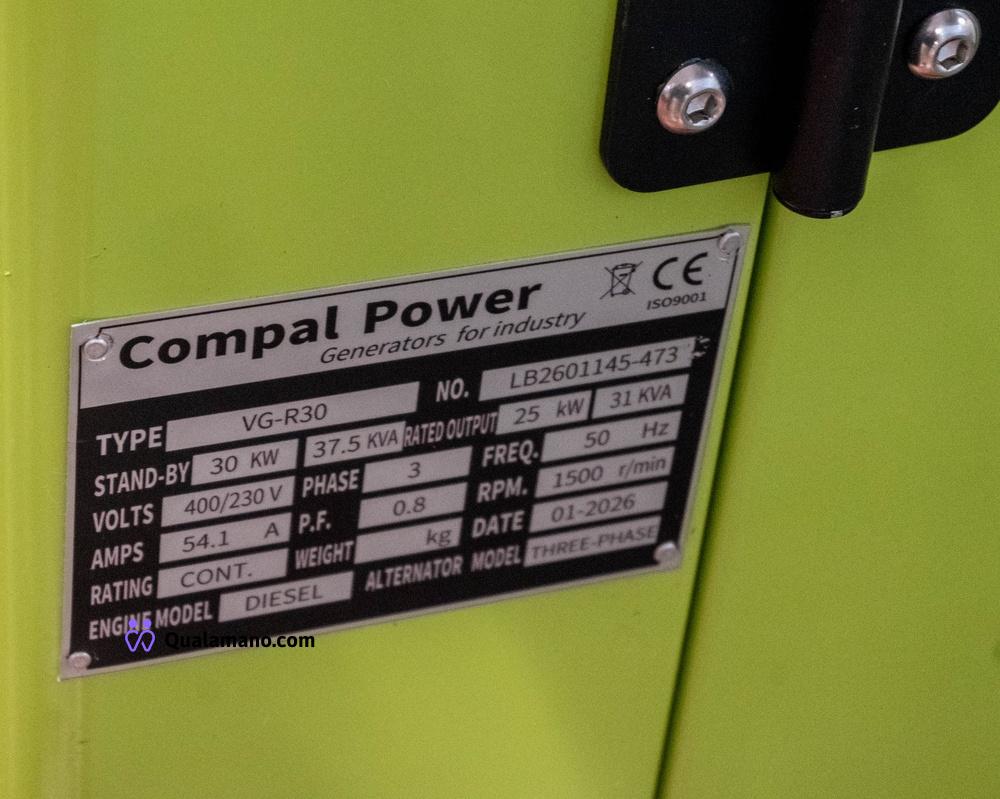 Compal Power
Generators for industry
CE
ISO9001
TYPE VG-R30 NO. LB2601145-473
STAND-BY 30 KW 37.5 KVA RATED OUTPUT 25 kW 31 KVA
VOLTS 400/230 V PHASE 3 FREQ. 50 Hz
AMPS 54.1 A P.F. 0.8 RPM. 1500 r/min
RATING CONT. WEIGHT kg DATE 01-2026
ENGINE MODEL DIESEL ALTERNATOR MODEL THREE-PHASE
Qualamano.com